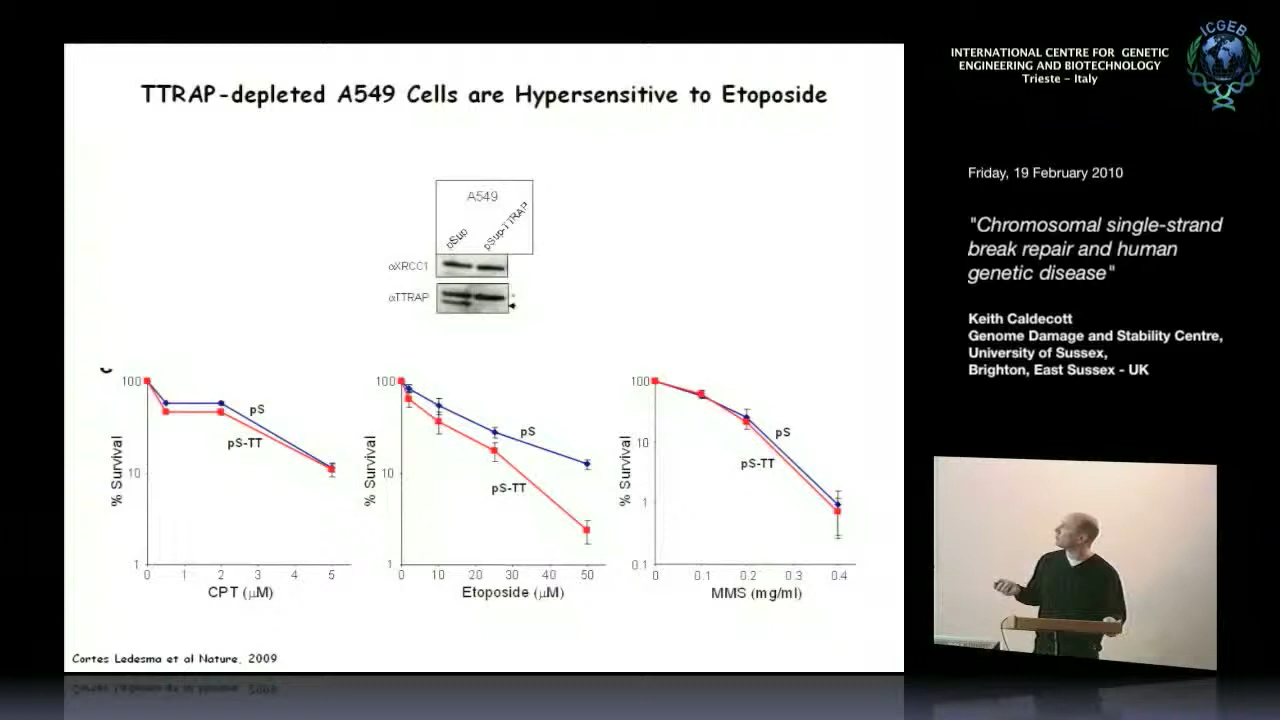 TTRAP-depleted A549 Cells are Hypersensitive to Etoposide
A549
pSup
pSup-TTRAP
αXRCC1
αTTRAP
*
100
10
1
% Survival
pS
pS-TT
0 1 2 3 4 5
CPT (μM)
100
10
1
% Survival
pS
pS-TT
0 10 20 30 40 50
Etoposide (μM)
100
10
1
0.1
% Survival
pS
pS-TT
0 0.1 0.2 0.3 0.4
MMS (mg/ml)
Cortes Ledesma et al Nature, 2009
INTERNATIONAL CENTRE FOR GENETIC
ENGINEERING AND BIOTECHNOLOGY
Trieste - Italy
ICGEB
Friday, 19 February 2010
"Chromosomal single-strand
break repair and human
genetic disease"
Keith Caldecott
Genome Damage and Stability Centre,
University of Sussex,
Brighton, East Sussex - UK